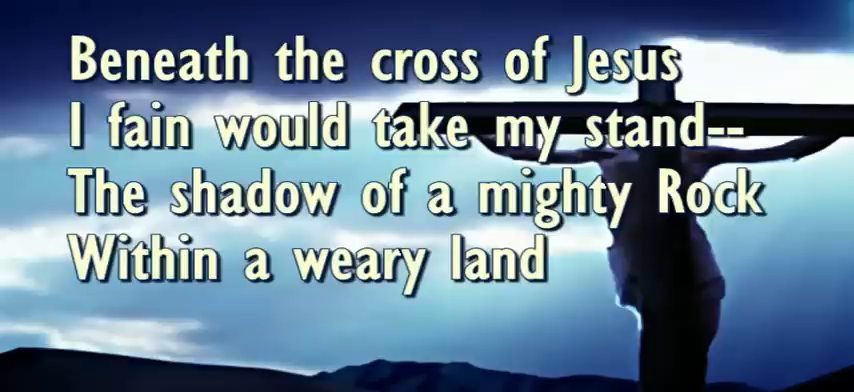 Beneath the cross of Jesus
I fain would take my stand--
The shadow of a mighty Rock
Within a weary land